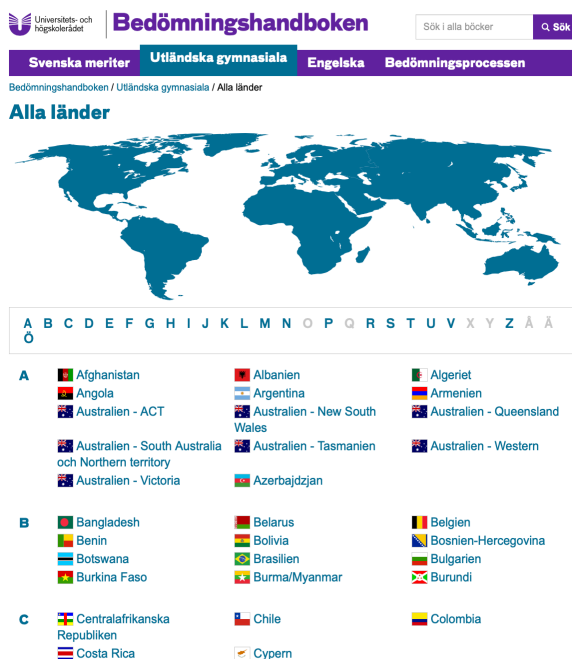 Universitets- och
högskolerådet
Bedömningshandboken
Sök i alla böcker
Sök
Svenska meriter Utländska gymnasiala Engelska Bedömningsprocessen
Bedömningshandboken / Utländska gymnasiala / Alla länder
Alla länder
A B C D E F G H I J K L M N O P Q R S T U V X Y Z Å Ä
Ö
A
Afghanistan Albanien Algeriet
Angola Argentina Armenien
Australien - ACT Australien - New South Wales Australien - Queensland
Australien - South Australia och Northern territory Australien - Tasmanien Australien - Western
Australien - Victoria Azerbajdzjan
B
Bangladesh Belarus Belgien
Benin Bolivia Bosnien-Hercegovina
Botswana Brasilien Bulgarien
Burkina Faso Burma/Myanmar Burundi
C
Centralafrikanska Republiken Chile Colombia
Costa Rica Cypern